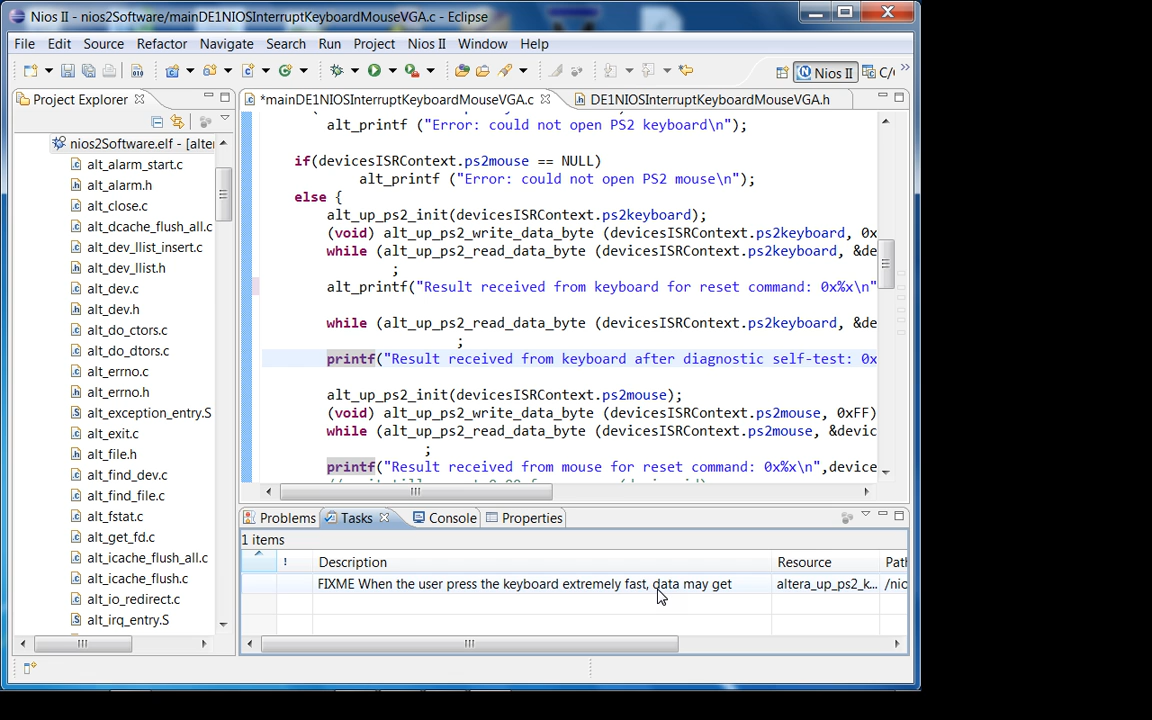 Nios II - nios2Software/mainDE1NIOSInterruptKeyboardMouseVGA.c - Eclipse
File Edit Source Refactor Navigate Search Run Project Nios II Window Help
Nios II C/
Project Explorer
*mainDE1NIOSInterruptKeyboardMouseVGA.c DE1NIOSInterruptKeyboardMouseVGA.h
nios2Software.elf - [alter
alt_alarm_start.c
alt_alarm.h
alt_close.c
alt_dcache_flush_all.c
alt_dev_llist_insert.c
alt_dev_llist.h
alt_dev.c
alt_dev.h
alt_do_ctors.c
alt_do_dtors.c
alt_errno.c
alt_errno.h
alt_exception_entry.S
alt_exit.c
alt_file.h
alt_find_dev.c
alt_find_file.c
alt_fstat.c
alt_get_fd.c
alt_icache_flush_all.c
alt_icache_flush.c
alt_io_redirect.c
alt_irq_entry.S
alt_printf ("Error: could not open PS2 keyboard\n");
if(devicesISRContext.ps2mouse == NULL)
alt_printf ("Error: could not open PS2 mouse\n");
else {
alt_up_ps2_init(devicesISRContext.ps2keyboard);
(void) alt_up_ps2_write_data_byte (devicesISRContext.ps2keyboard, 0x
while (alt_up_ps2_read_data_byte (devicesISRContext.ps2keyboard, &de
;
alt_printf("Result received from keyboard for reset command: 0x%x\n"
while (alt_up_ps2_read_data_byte (devicesISRContext.ps2keyboard, &de
;
printf("Result received from keyboard after diagnostic self-test: 0x
alt_up_ps2_init(devicesISRContext.ps2mouse);
(void) alt_up_ps2_write_data_byte (devicesISRContext.ps2mouse, 0xFF)
while (alt_up_ps2_read_data_byte (devicesISRContext.ps2mouse, &devic
;
printf("Result received from mouse for reset command: 0x%x\n",device
Problems Tasks Console Properties
1 items
! Description Resource Path
FIXME When the user press the keyboard extremely fast, data may get altera_up_ps2_k... /nio